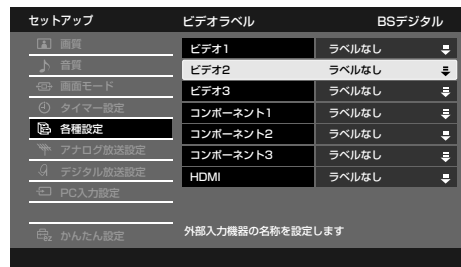 セットアップ ビデオラベル BSデジタル
画質
音質
画面モード
タイマー設定
各種設定
アナログ放送設定
デジタル放送設定
PC入力設定
かんたん設定
ビデオ1 ラベルなし
ビデオ2 ラベルなし
ビデオ3 ラベルなし
コンポーネント1 ラベルなし
コンポーネント2 ラベルなし
コンポーネント3 ラベルなし
HDMI ラベルなし
外部入力機器の名称を設定します